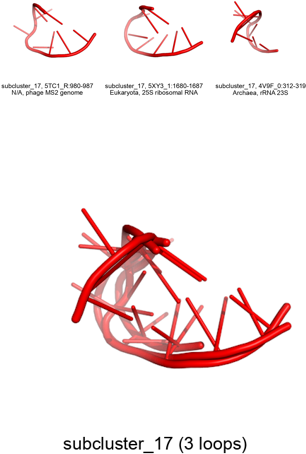 subcluster_17, 5TC1_R:980-987
N/A, phage MS2 genome
subcluster_17, 5XY3_1:1680-1687
Eukaryota, 25S ribosomal RNA
subcluster_17, 4V9F_0:312-319
Archaea, rRNA 23S
subcluster_17 (3 loops)